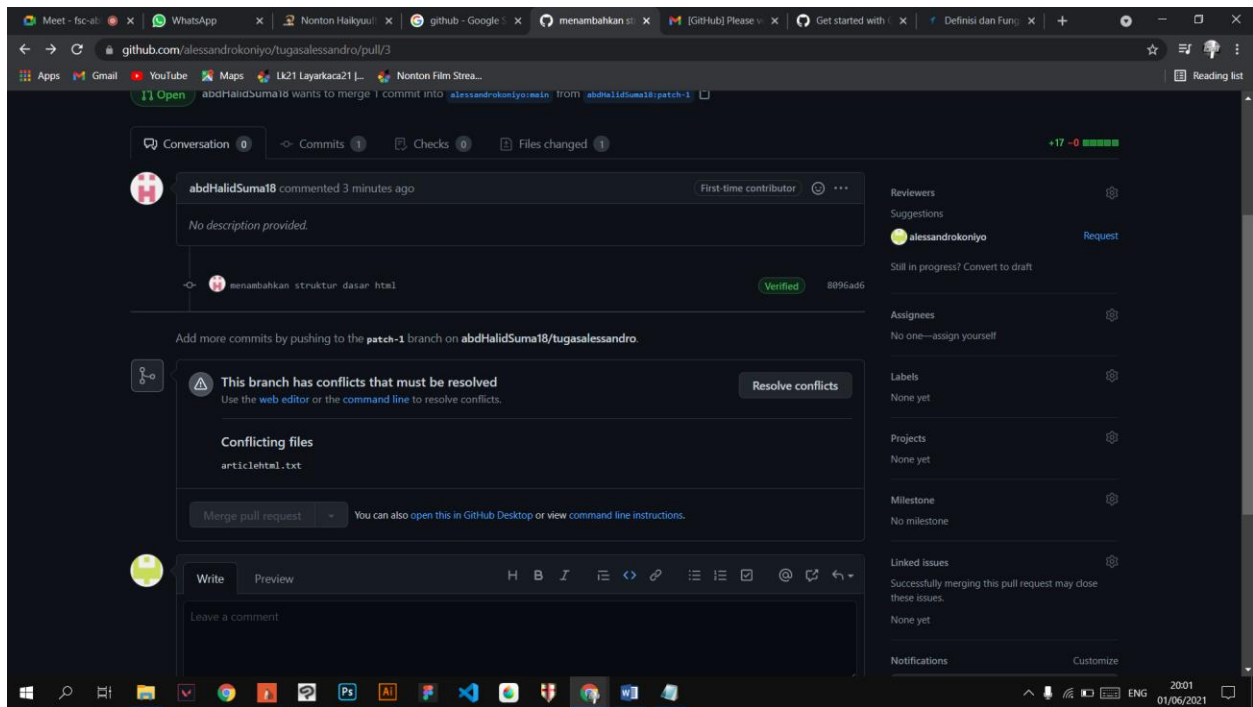 Meet - fsc-ab
WhatsApp
Nonton Haikyuu!!
github - Google S
menambahkan str
[GitHub] Please v
Get started with G
Definisi dan Fung
github.com/alessandrokoniyo/tugasalessandro/pull/3
Apps
Gmail
YouTube
Maps
Lk21 Layarkaca21 |...
Nonton Film Strea...
Reading list
Open
abdHalidSuma18 wants to merge 1 commit into alessandrokoniyo:main from abdHalidSuma18:patch-1
Conversation 0
Commits 1
Checks 0
Files changed 1
+17 −0
abdHalidSuma18 commented 3 minutes ago
First-time contributor
No description provided.
menambahkan struktur dasar html
Verified
8096ad6
Add more commits by pushing to the patch-1 branch on abdHalidSuma18/tugasalessandro.
This branch has conflicts that must be resolved
Use the web editor or the command line to resolve conflicts.
Resolve conflicts
Conflicting files
articlehtml.txt
Merge pull request
You can also open this in GitHub Desktop or view command line instructions.
Write
Preview
H B I
Leave a comment
Reviewers
Suggestions
alessandrokoniyo
Request
Still in progress? Convert to draft
Assignees
No one—assign yourself
Labels
None yet
Projects
None yet
Milestone
No milestone
Linked issues
Successfully merging this pull request may close
these issues.
None yet
Notifications
Customize
Ps
Ai
ENG
20:01
01/06/2021